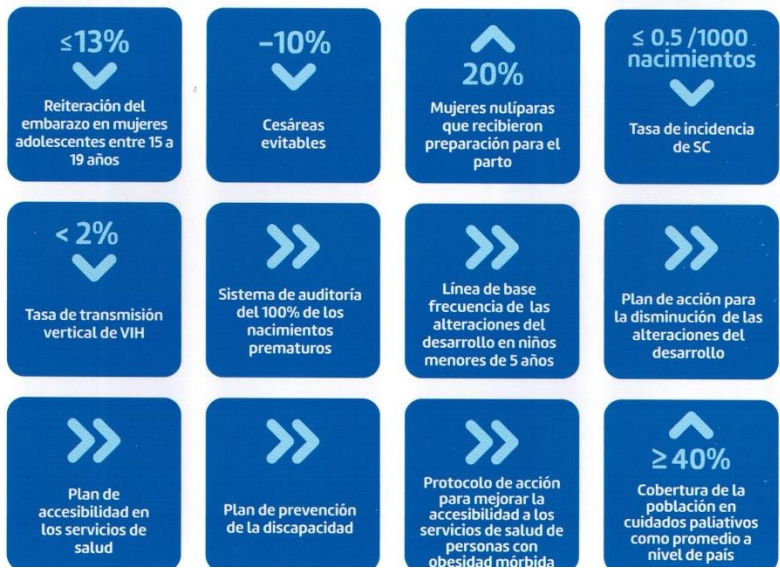 ≤13%
Reiteración del
embarazo en mujeres
adolescentes entre 15 a
19 años
-10%
Cesáreas
evitables
20%
Mujeres nulíparas
que recibieron
preparación para el
parto
≤ 0.5 /1000
nacimientos
Tasa de incidencia
de SC
< 2%
Tasa de transmisión
vertical de VIH
Sistema de auditoría
del 100% de los
nacimientos
prematuros
Línea de base
frecuencia de las
alteraciones del
desarrollo en niños
menores de 5 años
Plan de acción para
la disminución de las
alteraciones del
desarrollo
Plan de
accesibilidad en
los servicios de
salud
Plan de prevención
de la discapacidad
Protocolo de acción
para mejorar la
accesibilidad a los
servicios de salud de
personas con
obesidad mórbida
≥40%
Cobertura de la
población en
cuidados paliativos
como promedio a
nivel de país